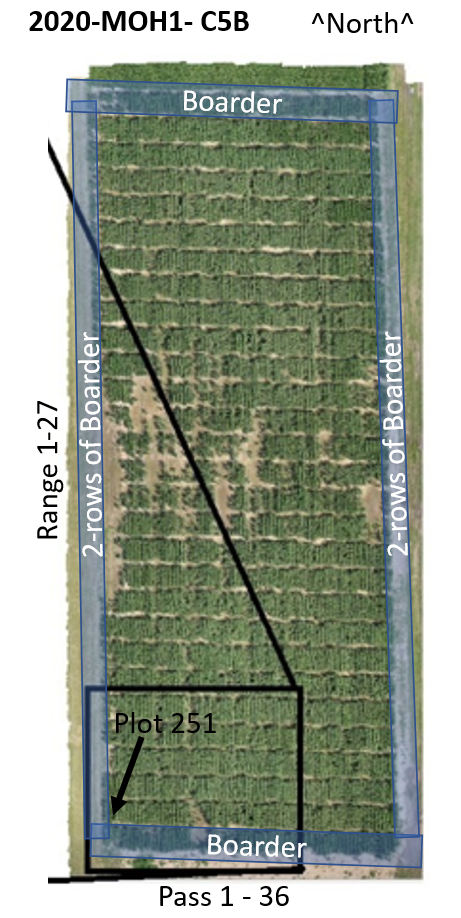 2020-MOH1- C5B
^North^
Boarder
2-rows of Boarder
2-rows of Boarder
Range 1-27
Plot 251
Boarder
Pass 1 - 36